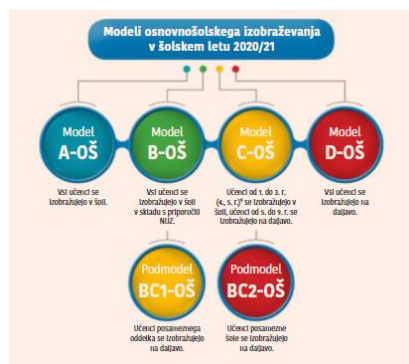 Modeli osnovnošolskega izobraževanja
v šolskem letu 2020/21
Model
A-OŠ
Model
B-OŠ
Model
C-OŠ
Model
D-OŠ
Vsi učenci se
izobražujejo v šoli.
Vsi učenci se
izobražujejo v šoli
v skladu s priporočili
NIJZ.
Učenci od 1. do 3. r.
(4., 5. r.)* se izobražujejo v
šoli, učenci od 5. do 9. r. se
izobražujejo na daljavo.
Vsi učenci se
izobražujejo na
daljavo.
Podmodel
BC1-OŠ
Podmodel
BC2-OŠ
Učenci posameznega
oddelka se izobražujejo
na daljavo.
Učenci posamezne
šole se izobražujejo
na daljavo.